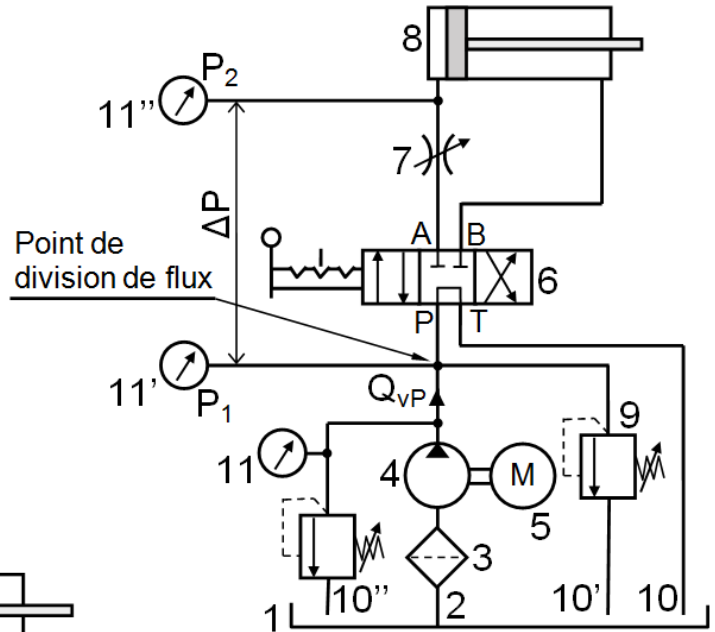 8
P2
11''
7
ΔP
A B
Point de
division de flux
6
P T
11'
P1
QvP
9
11
4
M
5
3
1
10''
2
10'
10